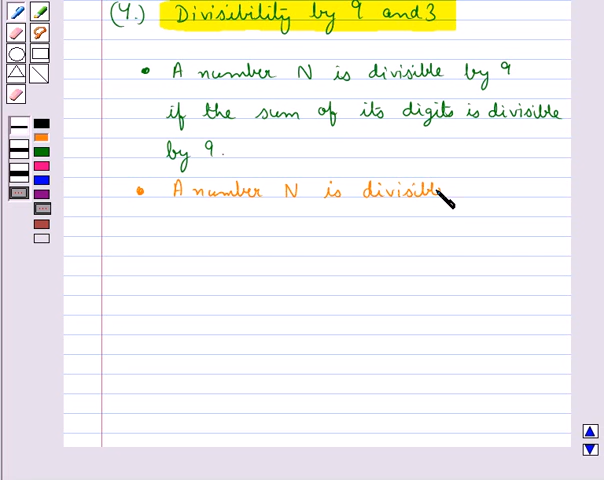 (4.) Divisibility by 9 and 3
• A number N is divisible by 9
if the sum of its digits is divisible
by 9.
• A number N is divisible